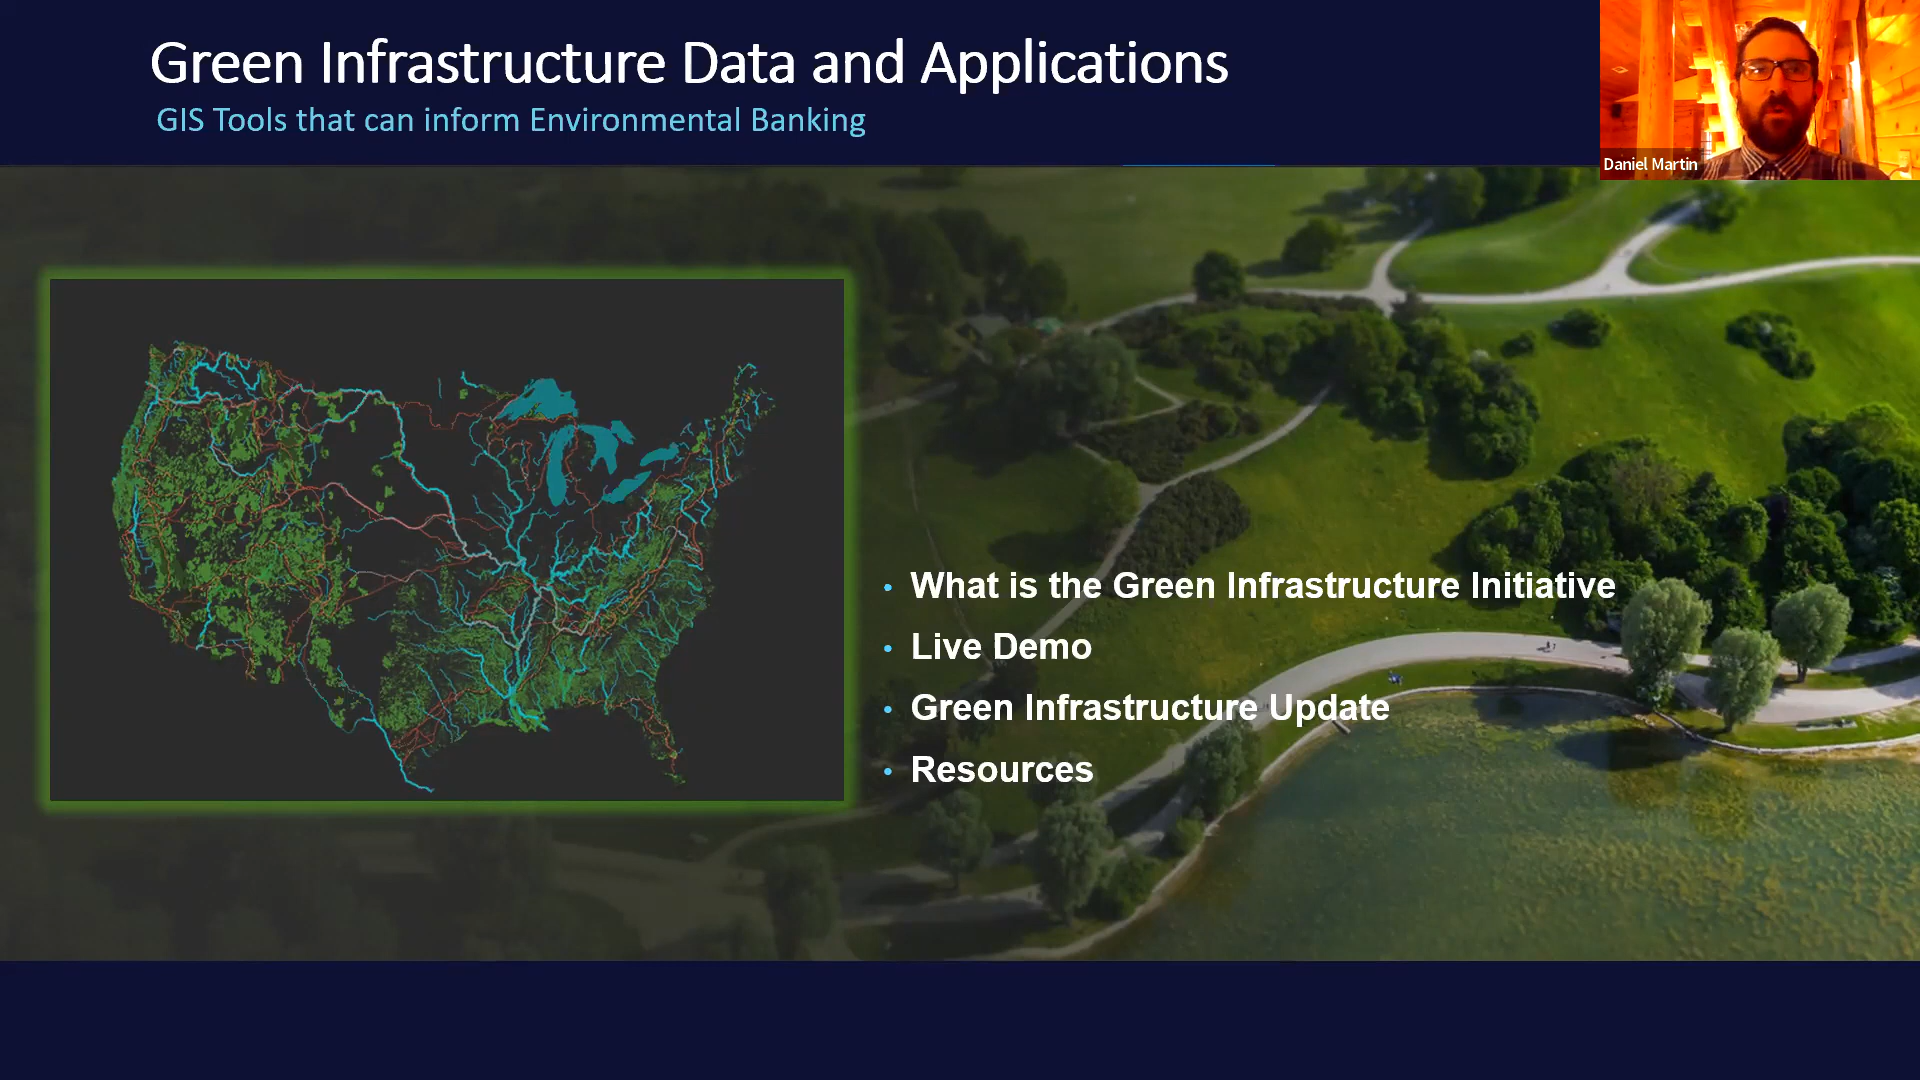 Green Infrastructure Data and Applications
GIS Tools that can inform Environmental Banking
Daniel Martin
• What is the Green Infrastructure Initiative
• Live Demo
• Green Infrastructure Update
• Resources